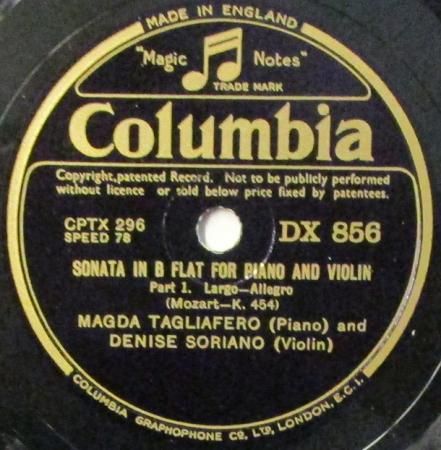 MADE IN ENGLAND
"Magic Notes"
TRADE MARK
Columbia
Copyright, patented Record. Not to be publicly performed
without licence or sold below price fixed by patentees.
CPTX 296
SPEED 78
DX 856
SONATA IN B FLAT FOR PIANO AND VIOLIN
Part 1. Largo—Allegro
(Mozart—K. 454)
MAGDA TAGLIAFERO (Piano) and
DENISE SORIANO (Violin)
COLUMBIA GRAPHOPHONE Co. LTD, LONDON, E.C.1.